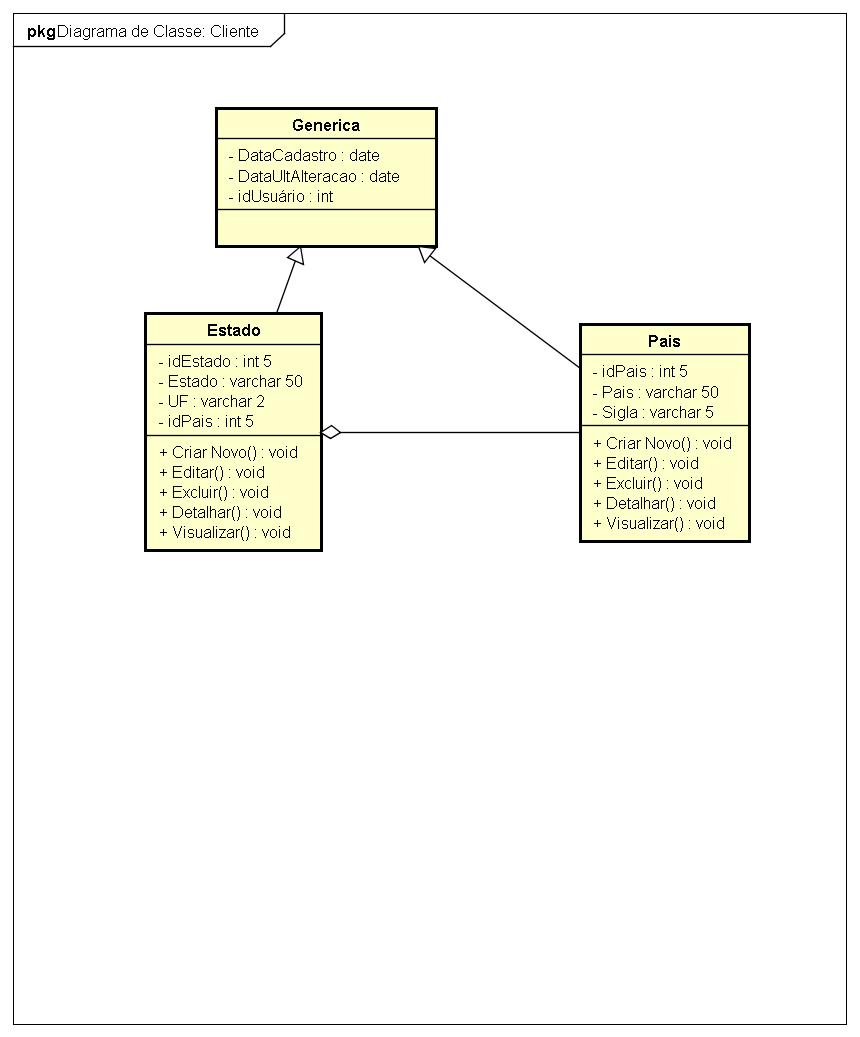 pkg Diagrama de Classe: Cliente
Generica
- DataCadastro : date
- DataUltAlteracao : date
- idUsuário : int
Estado
- idEstado : int 5
- Estado : varchar 50
- UF : varchar 2
- idPais : int 5
+ Criar Novo() : void
+ Editar() : void
+ Excluir() : void
+ Detalhar() : void
+ Visualizar() : void
Pais
- idPais : int 5
- Pais : varchar 50
- Sigla : varchar 5
+ Criar Novo() : void
+ Editar() : void
+ Excluir() : void
+ Detalhar() : void
+ Visualizar() : void